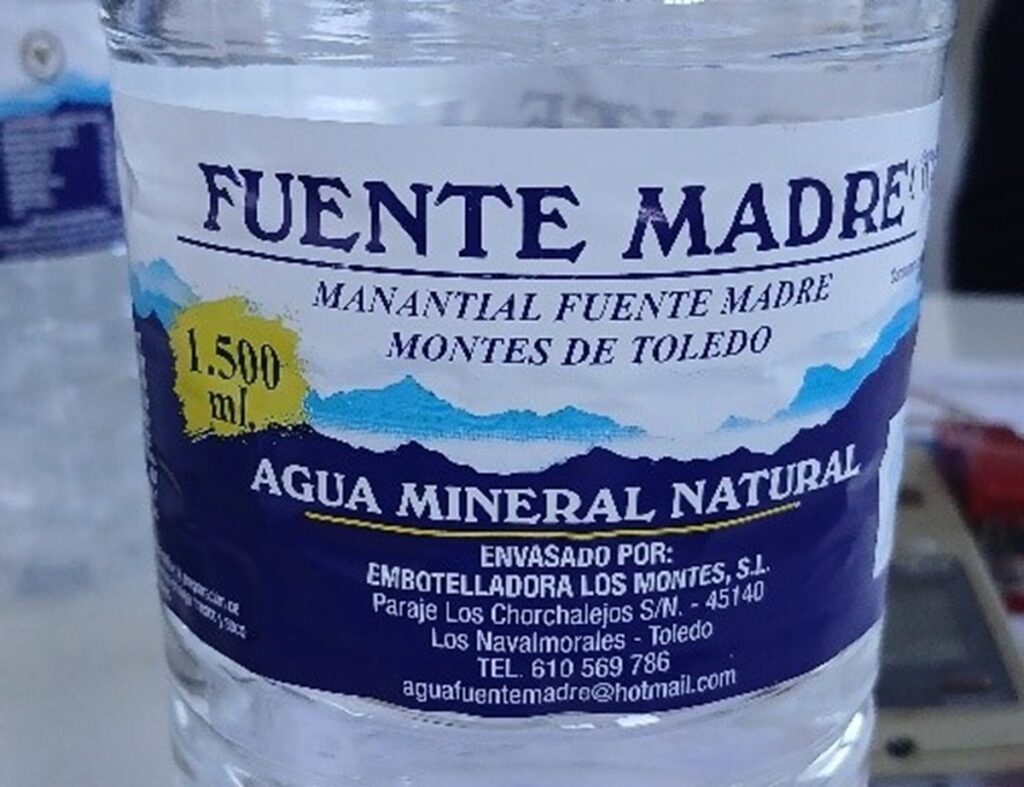 FUENTE MADRE
MANANTIAL FUENTE MADRE
MONTES DE TOLEDO
1.500
ml.
AGUA MINERAL NATURAL
ENVASADO POR:
EMBOTELLADORA LOS MONTES, S.L.
Paraje Los Chorchalejos S/N. - 45140
Los Navalmorales - Toledo
TEL. 610 569 786
aguafuentemadre@hotmail.com